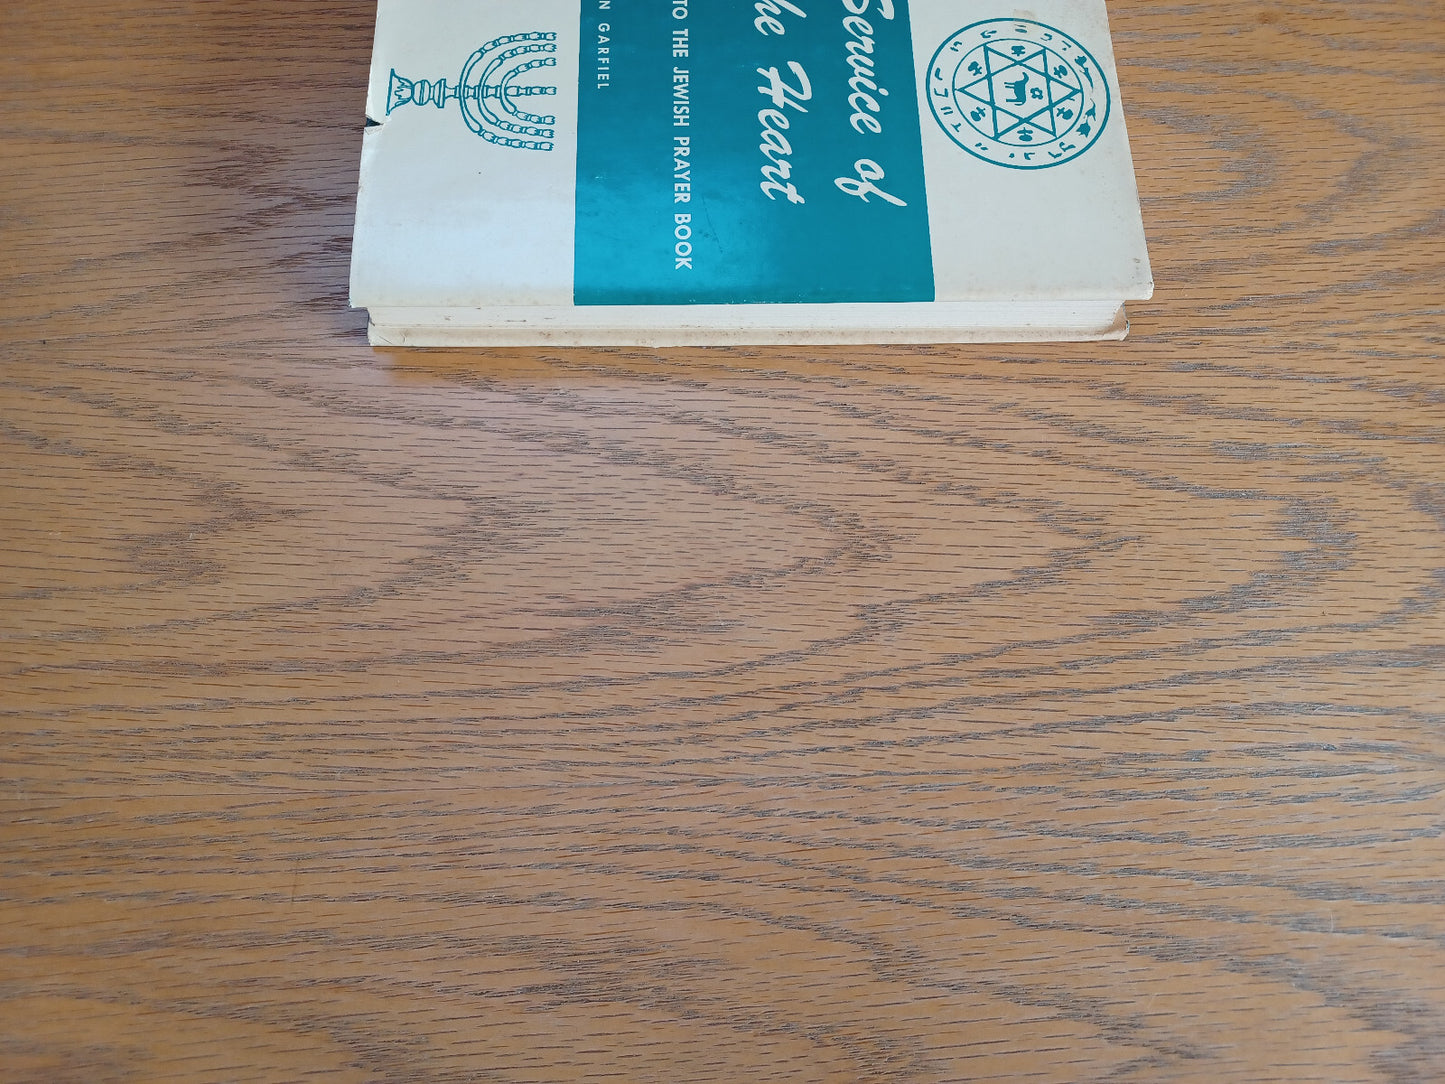 Service of
he Heart
TO THE JEWISH PRAYER BOOK
N GARFIEL